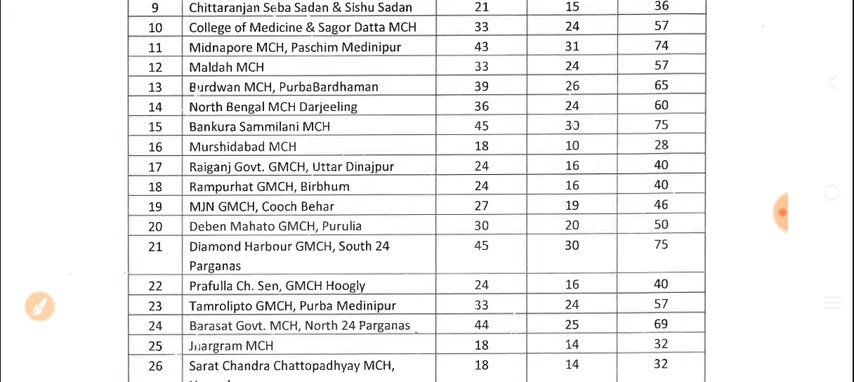 9 Chittaranjan Seba Sadan & Sishu Sadan 21 15 36
10 College of Medicine & Sagor Datta MCH 33 24 57
11 Midnapore MCH, Paschim Medinipur 43 31 74
12 Maldah MCH 33 24 57
13 Burdwan MCH, PurbaBardhaman 39 26 65
14 North Bengal MCH Darjeeling 36 24 60
15 Bankura Sammilani MCH 45 30 75
16 Murshidabad MCH 18 10 28
17 Raiganj Govt. GMCH, Uttar Dinajpur 24 16 40
18 Rampurhat GMCH, Birbhum 24 16 40
19 MJN GMCH, Cooch Behar 27 19 46
20 Deben Mahato GMCH, Purulia 30 20 50
21 Diamond Harbour GMCH, South 24 45 30 75
Parganas
22 Prafulla Ch. Sen, GMCH Hoogly 24 16 40
23 Tamrolipto GMCH, Purba Medinipur 33 24 57
24 Barasat Govt. MCH, North 24 Parganas 44 25 69
25 Jhargram MCH 18 14 32
26 Sarat Chandra Chattopadhyay MCH, 18 14 32